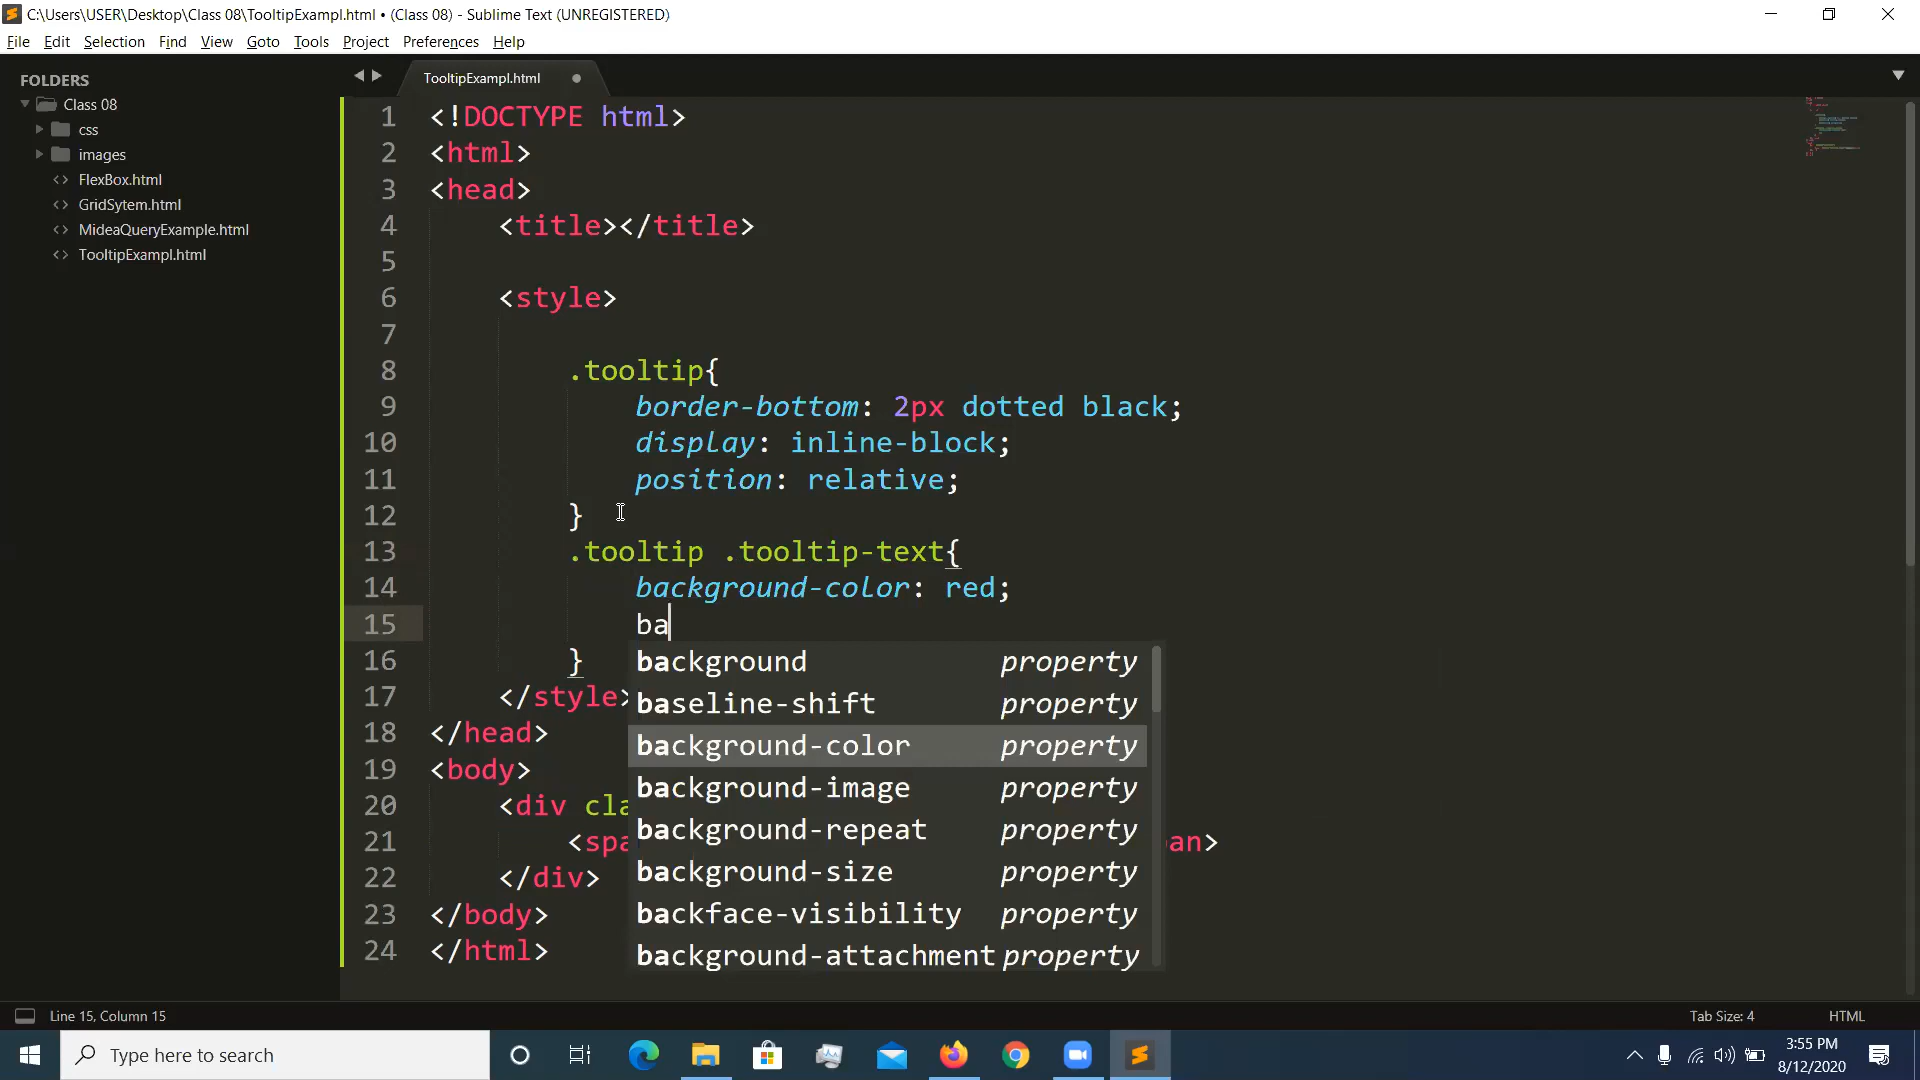 C:\Users\USER\Desktop\Class 08\TooltipExampl.html • (Class 08) - Sublime Text (UNREGISTERED)
File Edit Selection Find View Goto Tools Project Preferences Help
FOLDERS
Class 08
css
images
FlexBox.html
GridSytem.html
MideaQueryExample.html
TooltipExampl.html
TooltipExampl.html
1 <!DOCTYPE html>
2 <html>
3 <head>
4 <title></title>
5
6 <style>
7
8 .tooltip{
9 border-bottom: 2px dotted black;
10 display: inline-block;
11 position: relative;
12 }
13 .tooltip .tooltip-text{
14 background-color: red;
15 ba
16 }
17 </style>
18 </head>
19 <body>
20 <div cla
21 <spa an>
22 </div>
23 </body>
24 </html>
background property
baseline-shift property
background-color property
background-image property
background-repeat property
background-size property
backface-visibility property
background-attachment property
Line 15, Column 15
Tab Size: 4
HTML
Type here to search
3:55 PM
8/12/2020